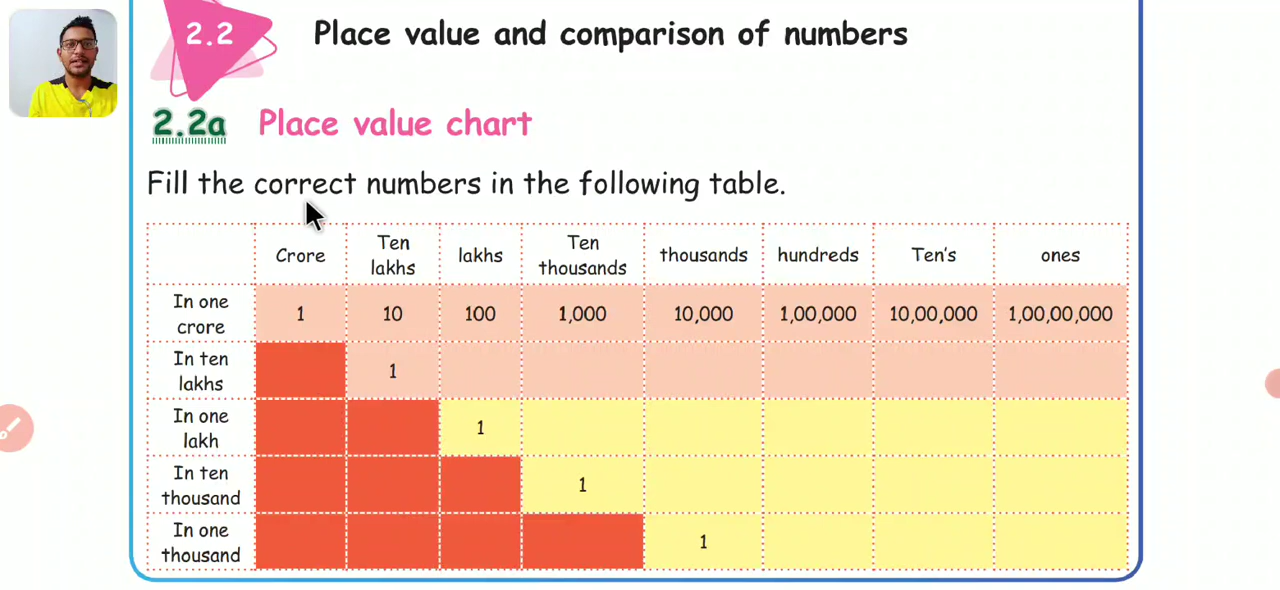 2.2 Place value and comparison of numbers
2.2a Place value chart
Fill the correct numbers in the following table.
Crore Ten lakhs lakhs Ten thousands thousands hundreds Ten's ones
In one crore 1 10 100 1,000 10,000 1,00,000 10,00,000 1,00,00,000
In ten lakhs 1
In one lakh 1
In ten thousand 1
In one thousand 1